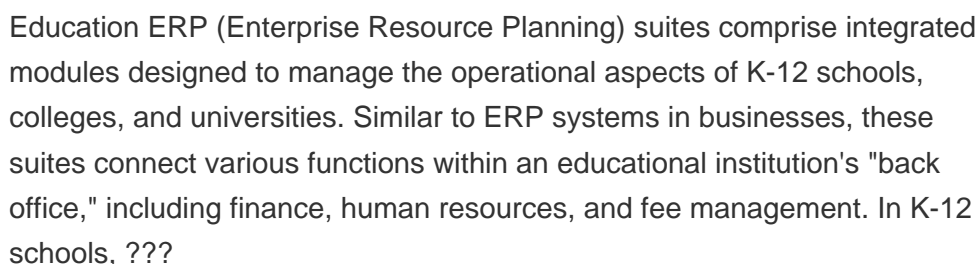 Education ERP (Enterprise Resource Planning) suites comprise integrated
modules designed to manage the operational aspects of K-12 schools,
colleges, and universities. Similar to ERP systems in businesses, these
suites connect various functions within an educational institution's "back
office," including finance, human resources, and fee management. In K-12
schools, ???